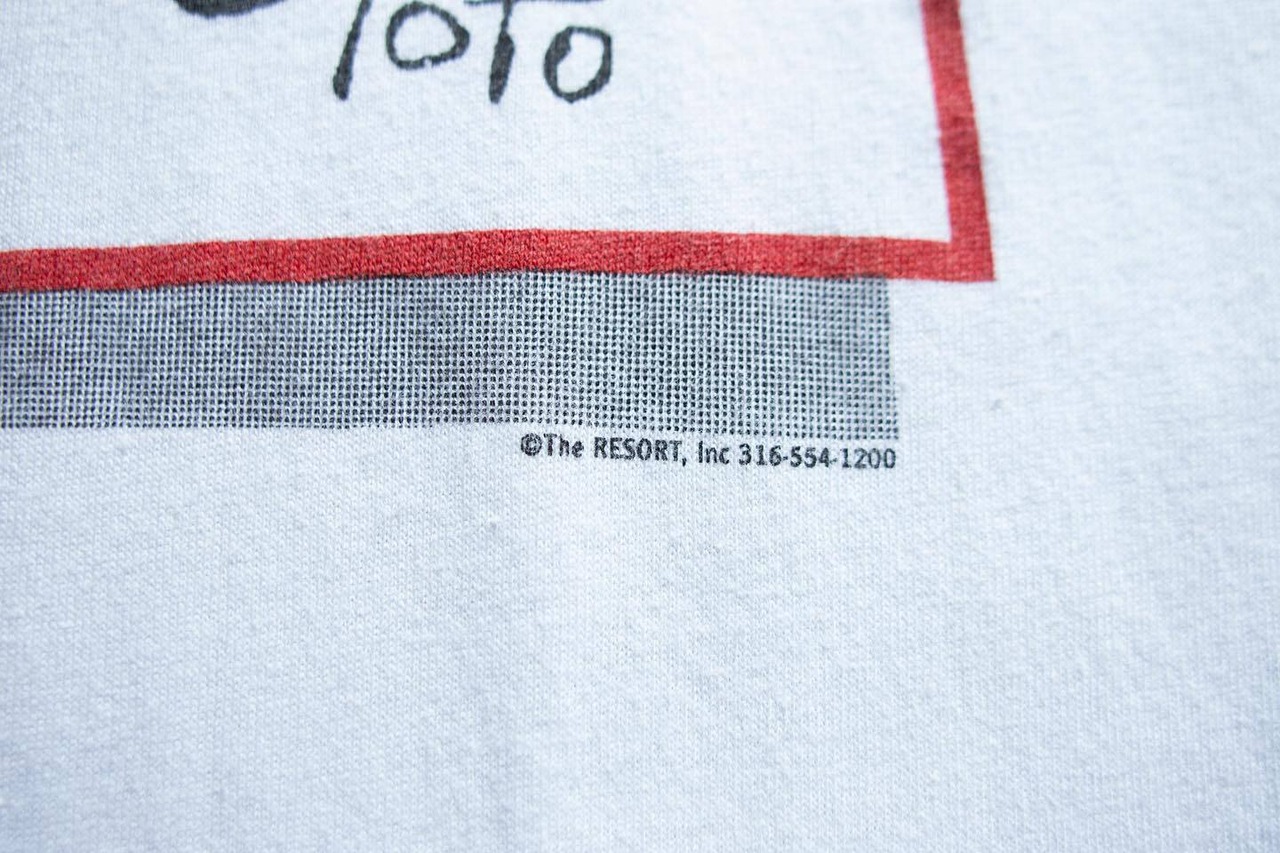 Toto
©The RESORT, Inc 316-554-1200